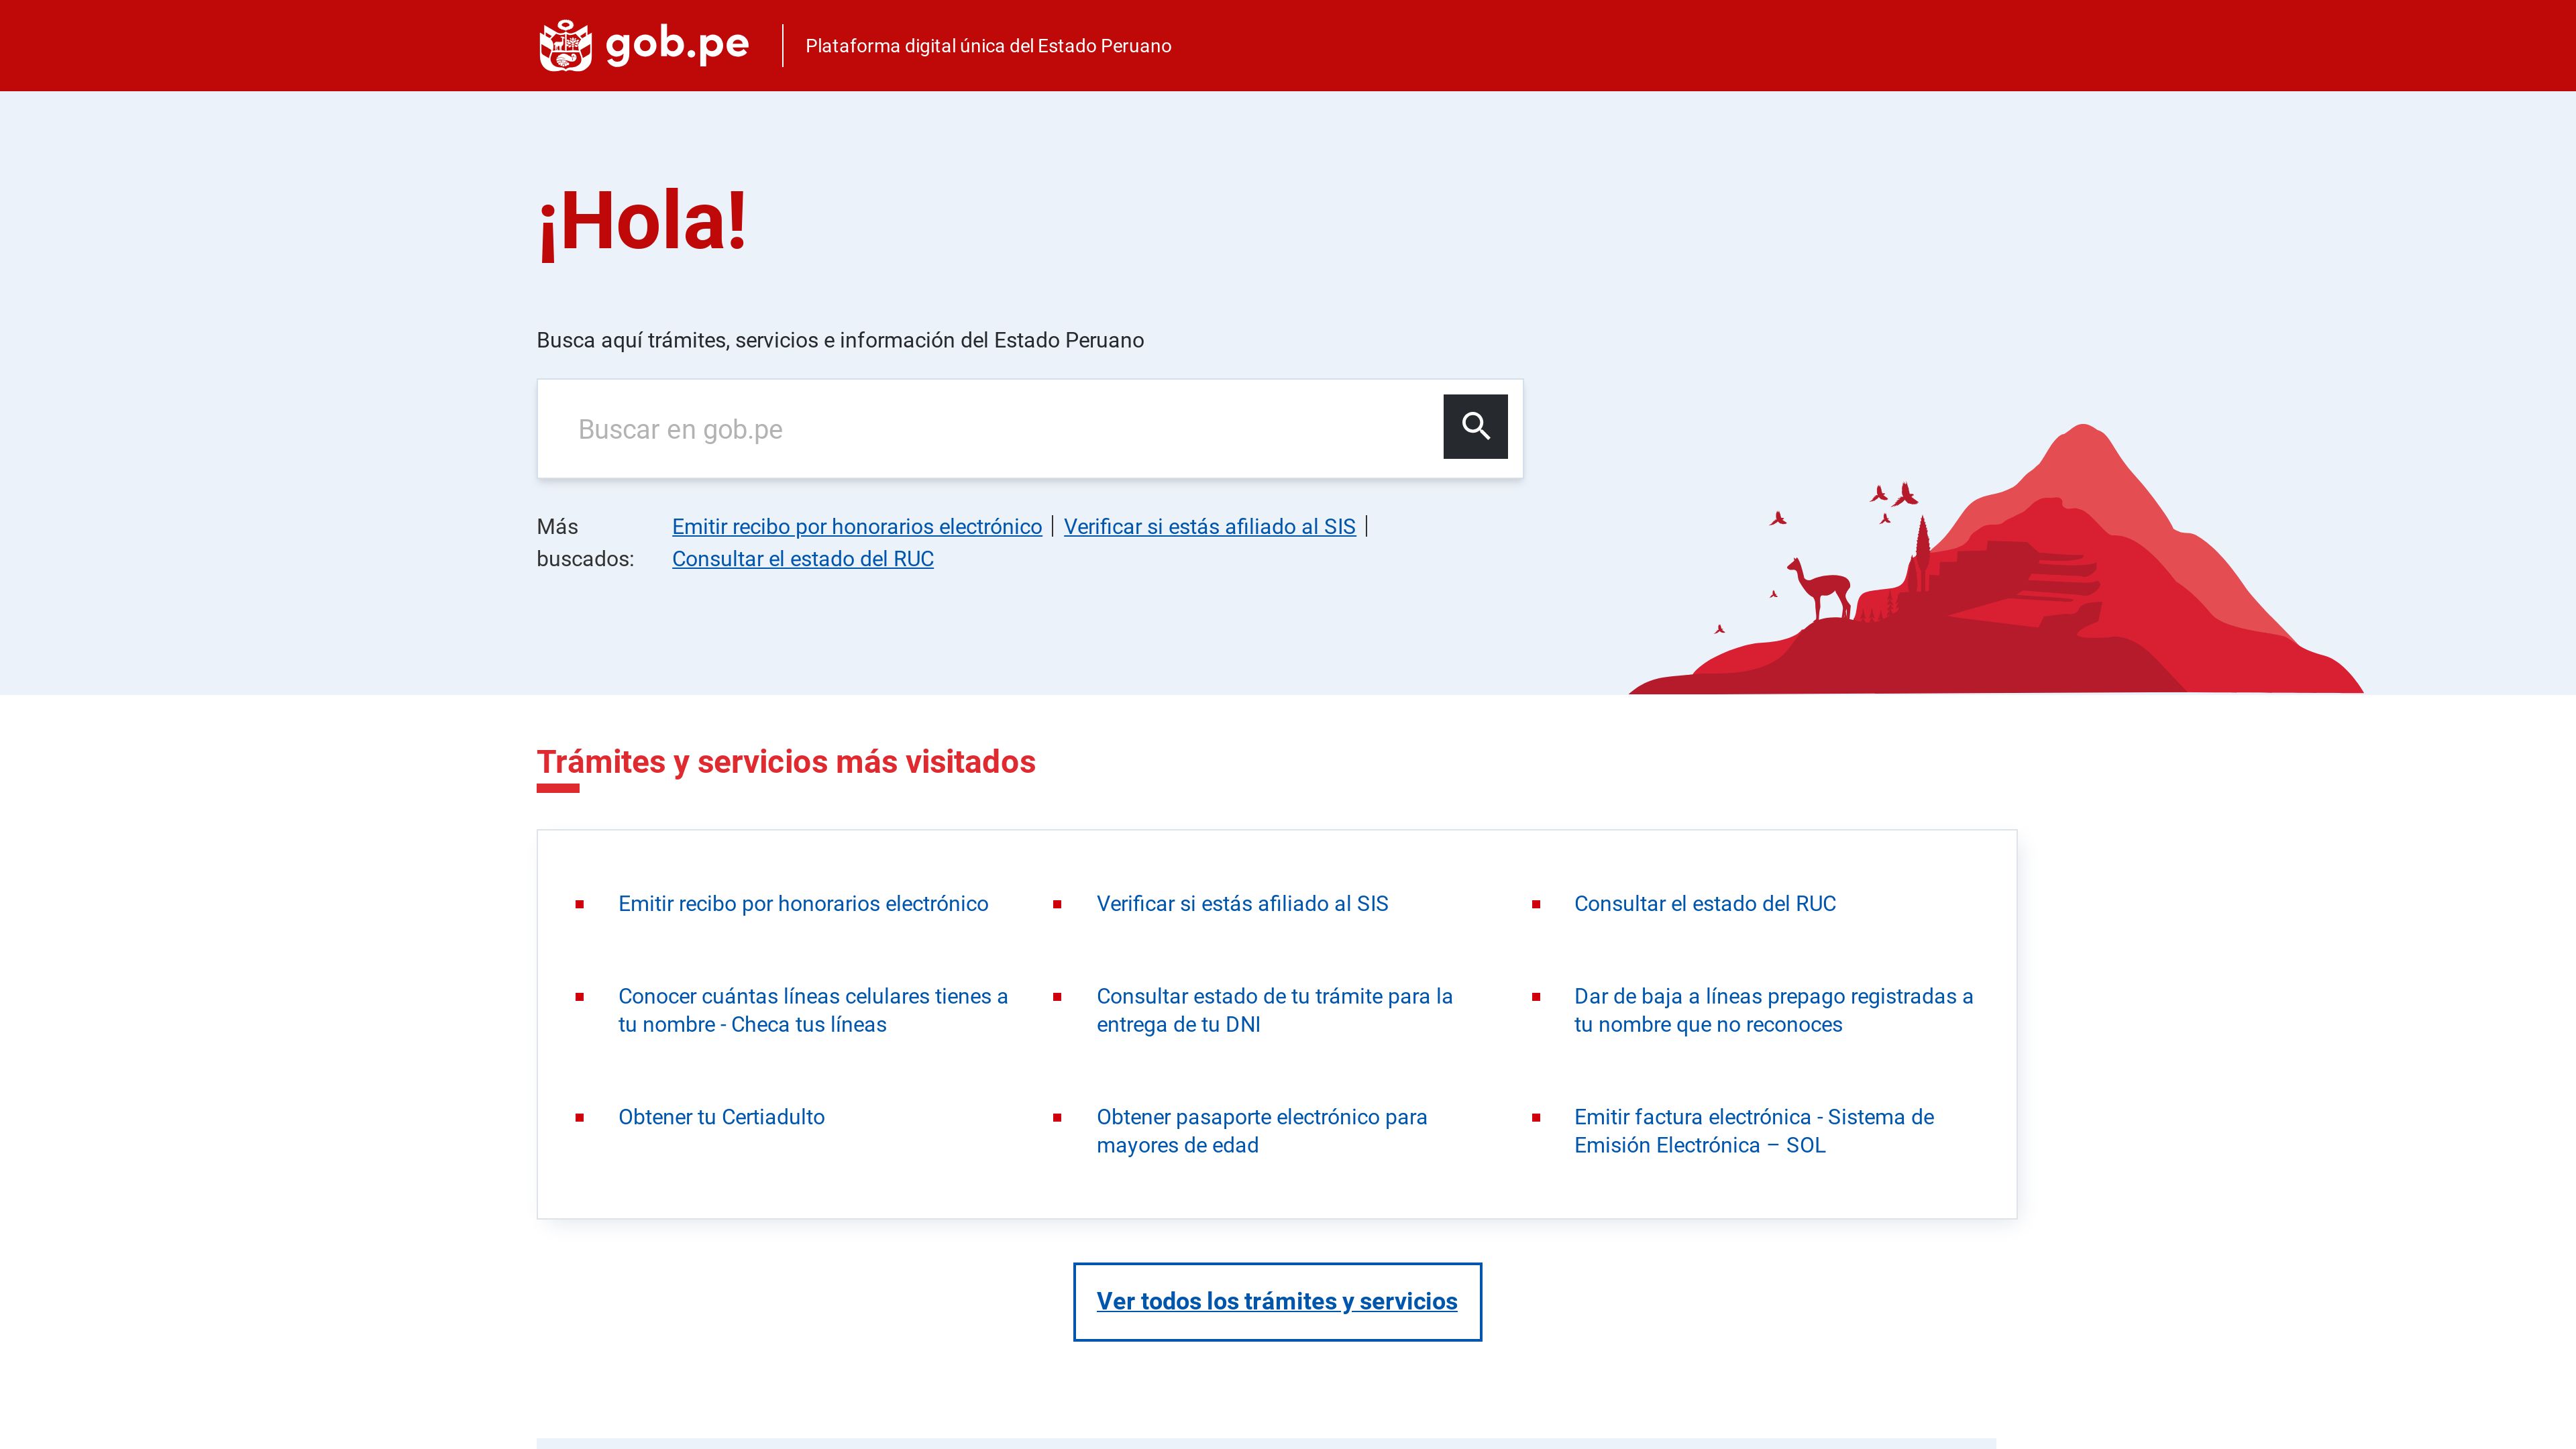 gob.pe
Plataforma digital única del Estado Peruano
¡Hola!
Busca aquí trámites, servicios e información del Estado Peruano
Buscar en gob.pe
Más buscados:
Emitir recibo por honorarios electrónico | Verificar si estás afiliado al SIS |
Consultar el estado del RUC
Trámites y servicios más visitados
Emitir recibo por honorarios electrónico
Verificar si estás afiliado al SIS
Consultar el estado del RUC
Conocer cuántas líneas celulares tienes a
tu nombre - Checa tus líneas
Consultar estado de tu trámite para la
entrega de tu DNI
Dar de baja a líneas prepago registradas a
tu nombre que no reconoces
Obtener tu Certiadulto
Obtener pasaporte electrónico para
mayores de edad
Emitir factura electrónica - Sistema de
Emisión Electrónica – SOL
Ver todos los trámites y servicios